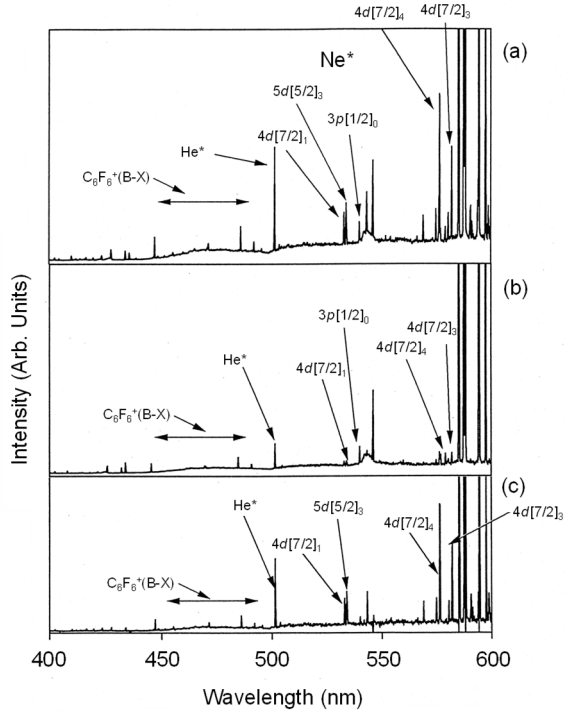 4d[7/2]₄ 4d[7/2]₃
(a)
Ne*
5d[5/2]₃
3p[1/2]₀
4d[7/2]₁
He*
C₆F₆⁺(B-X)
(b)
3p[1/2]₀
4d[7/2]₃
4d[7/2]₄
He*
4d[7/2]₁
C₆F₆⁺(B-X)
(c)
He*
5d[5/2]₃
4d[7/2]₃
4d[7/2]₄
4d[7/2]₁
C₆F₆⁺(B-X)
Intensity (Arb. Units)
400 450 500 550 600
Wavelength (nm)